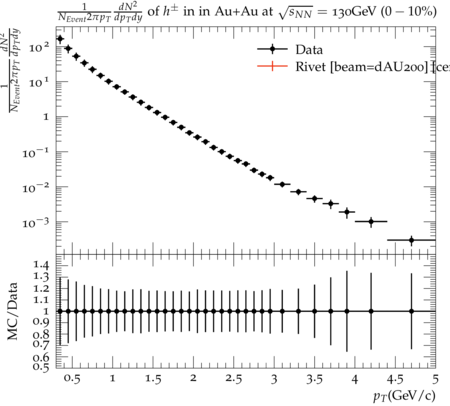 1/(N_Event 2πp_T) dN²/(dp_T dy) of h± in in Au+Au at √s_NN = 130GeV (0 − 10%)
1/(N_Event 2πp_T) dN²/(dp_T dy)
Data
Rivet [beam=dAU200] [ce
10²
10¹
1
10⁻¹
10⁻²
10⁻³
MC/Data
1.4
1.3
1.2
1.1
1
0.9
0.8
0.7
0.6
0.5
0.5 1 1.5 2 2.5 3 3.5 4 4.5 5
p_T(GeV/c)